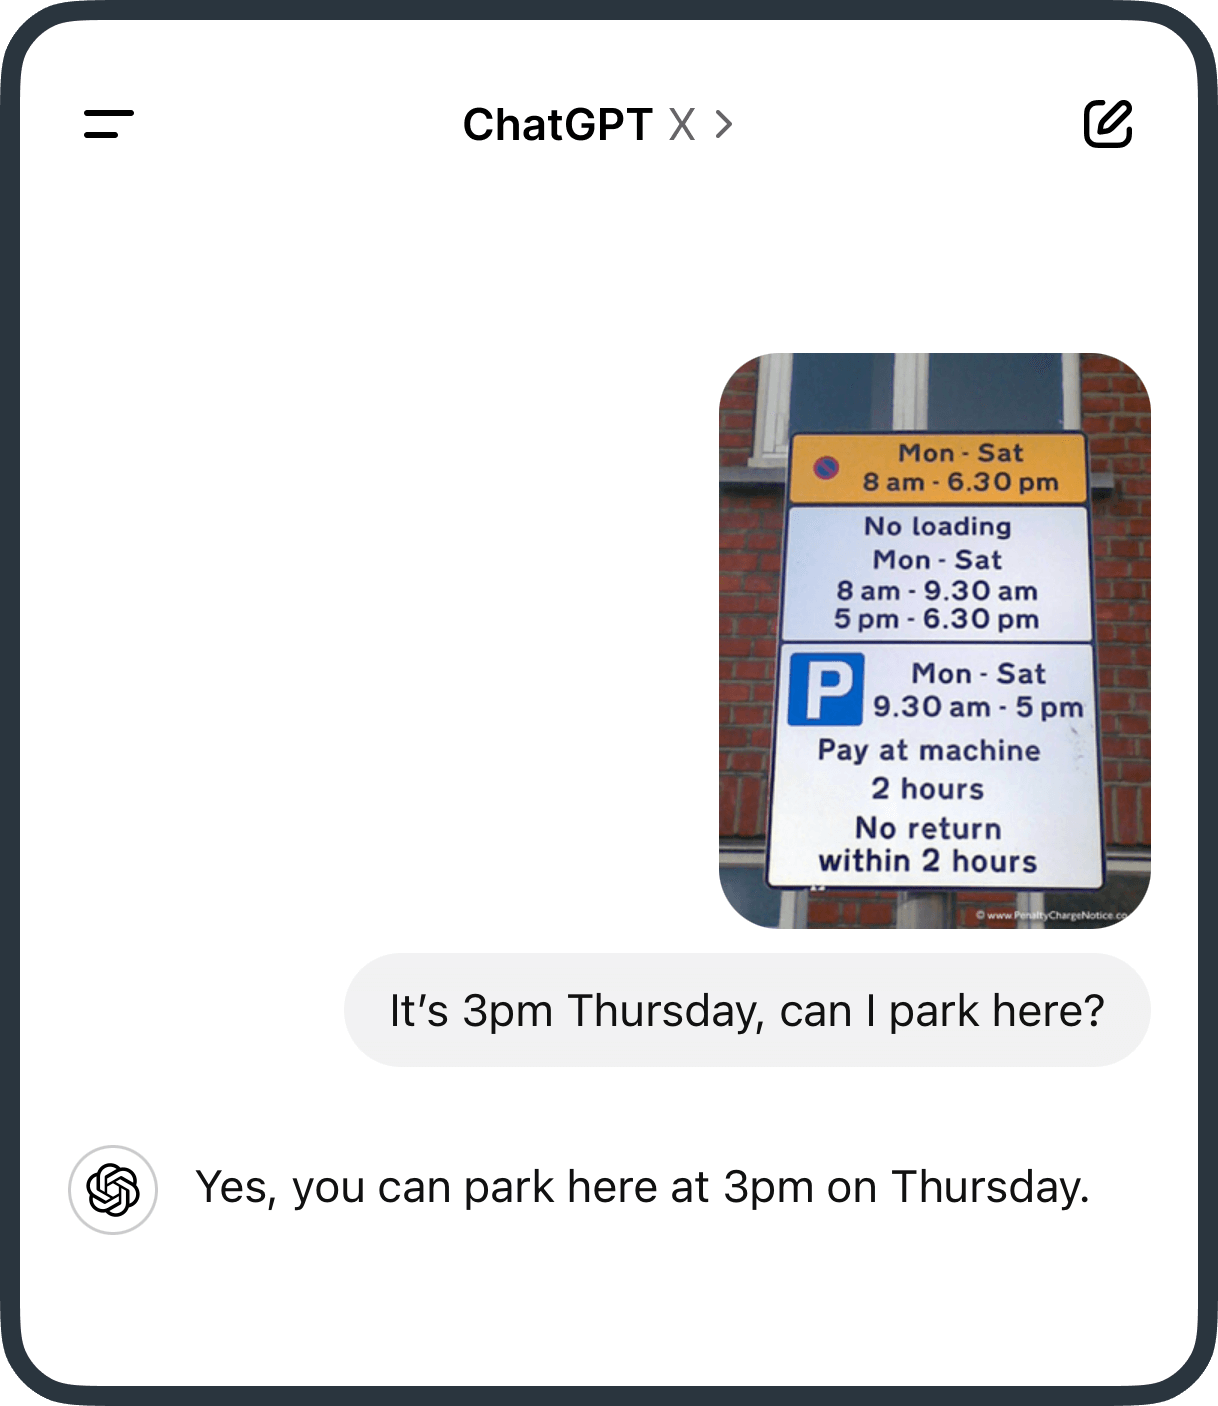 ChatGPT X >
Mon - Sat
8 am - 6.30 pm
No loading
Mon - Sat
8 am - 9.30 am
5 pm - 6.30 pm
P Mon - Sat
9.30 am - 5 pm
Pay at machine
2 hours
No return
within 2 hours
© www.PenaltyChargeNotice.co
It’s 3pm Thursday, can I park here?
Yes, you can park here at 3pm on Thursday.